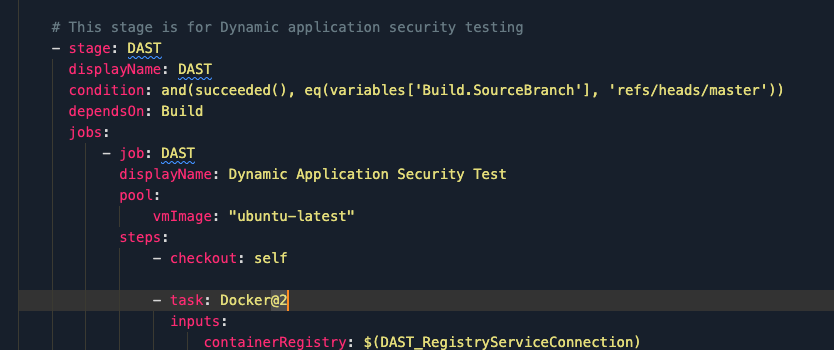 # This stage is for Dynamic application security testing
- stage: DAST
displayName: DAST
condition: and(succeeded(), eq(variables['Build.SourceBranch'], 'refs/heads/master'))
dependsOn: Build
jobs:
- job: DAST
displayName: Dynamic Application Security Test
pool:
vmImage: "ubuntu-latest"
steps:
- checkout: self
- task: Docker@2
inputs:
containerRegistry: $(DAST_RegistryServiceConnection)